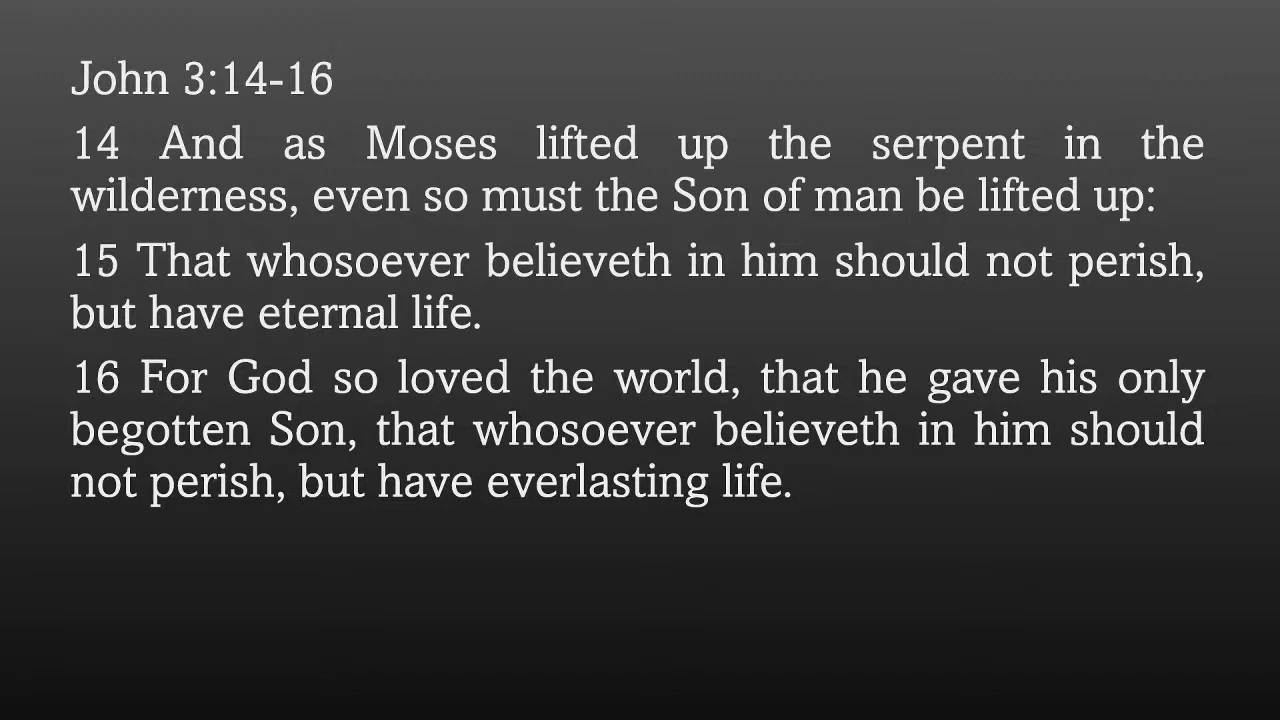 John 3:14-16
14 And as Moses lifted up the serpent in the
wilderness, even so must the Son of man be lifted up:
15 That whosoever believeth in him should not perish,
but have eternal life.
16 For God so loved the world, that he gave his only
begotten Son, that whosoever believeth in him should
not perish, but have everlasting life.